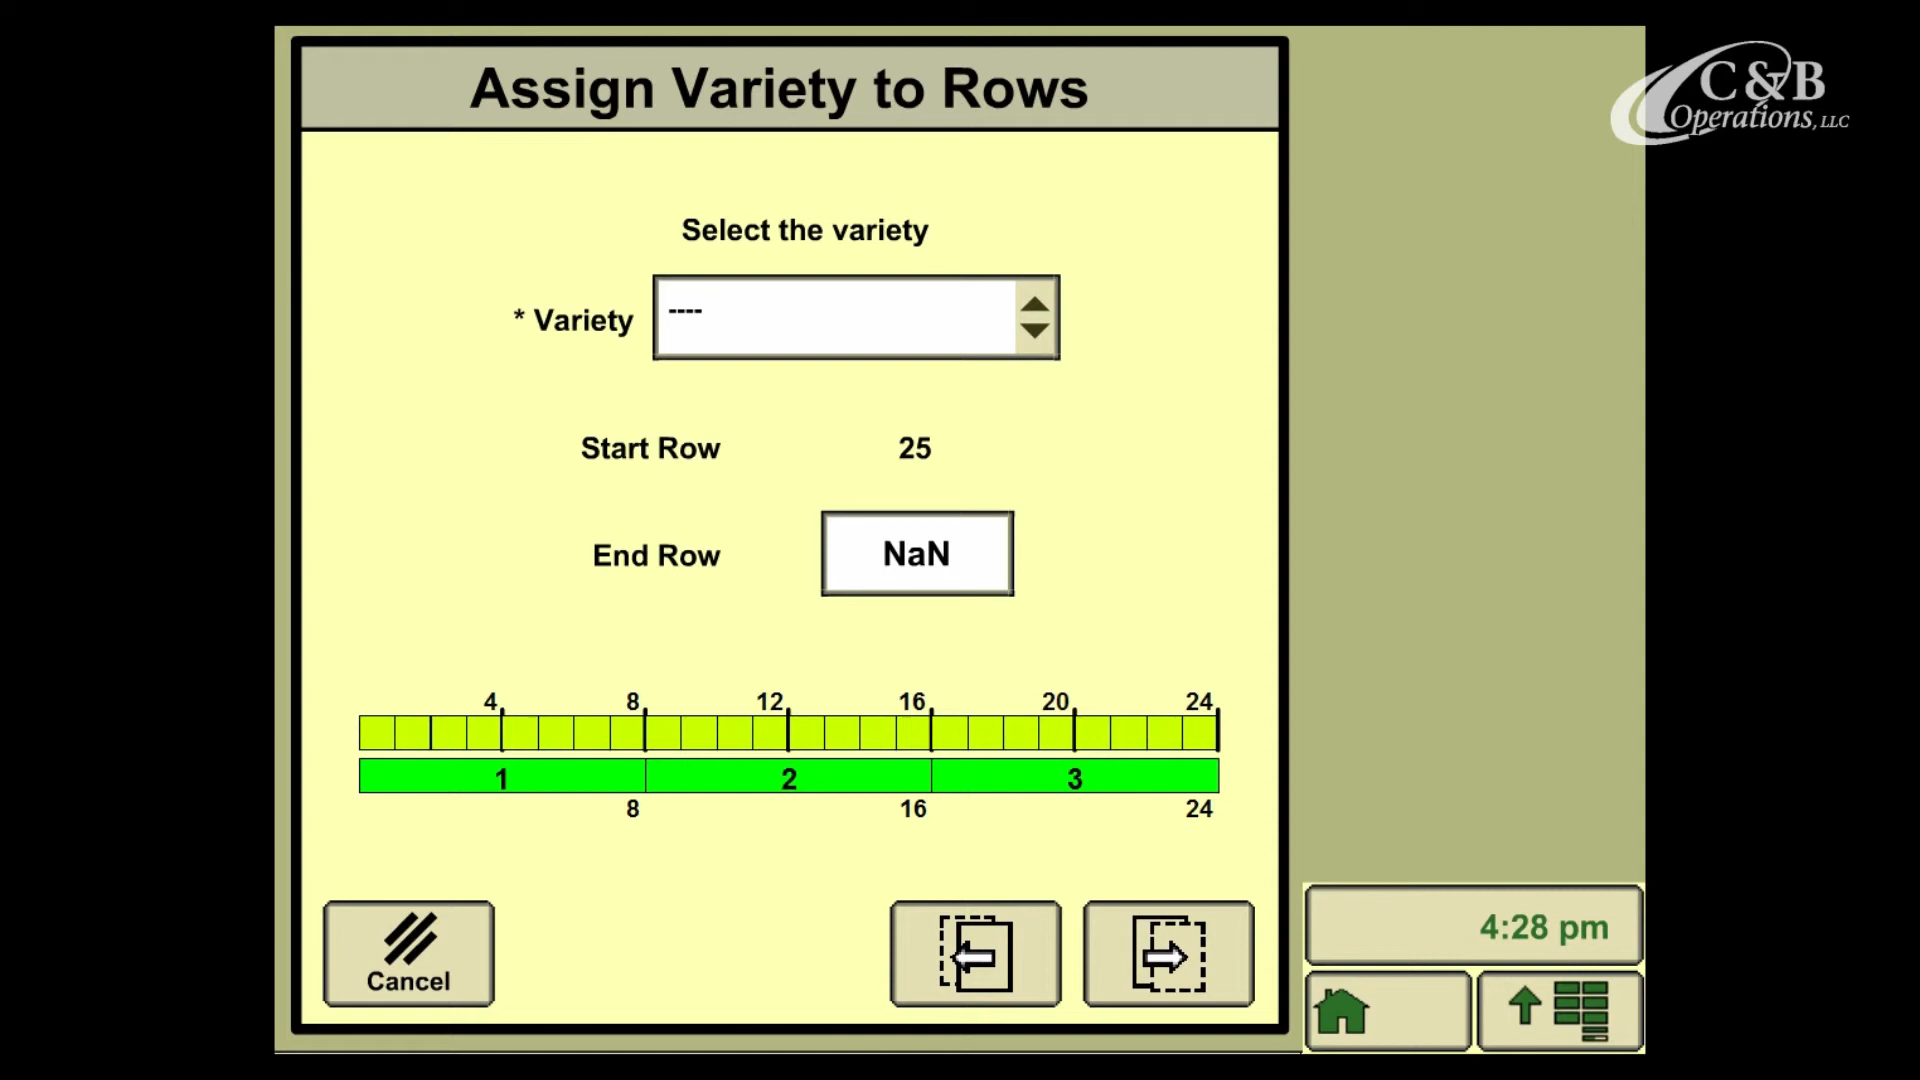 Assign Variety to Rows
C & B
Operations, LLC
Select the variety
* Variety ----
Start Row 25
End Row NaN
4 8 12 16 20 24
1 2 3
8 16 24
Cancel
4:28 pm